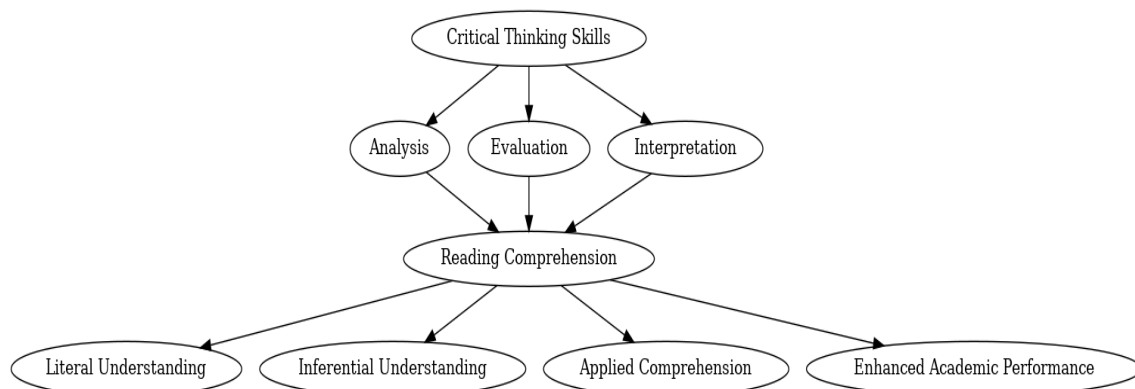 Critical Thinking Skills
Analysis
Evaluation
Interpretation
Reading Comprehension
Literal Understanding
Inferential Understanding
Applied Comprehension
Enhanced Academic Performance